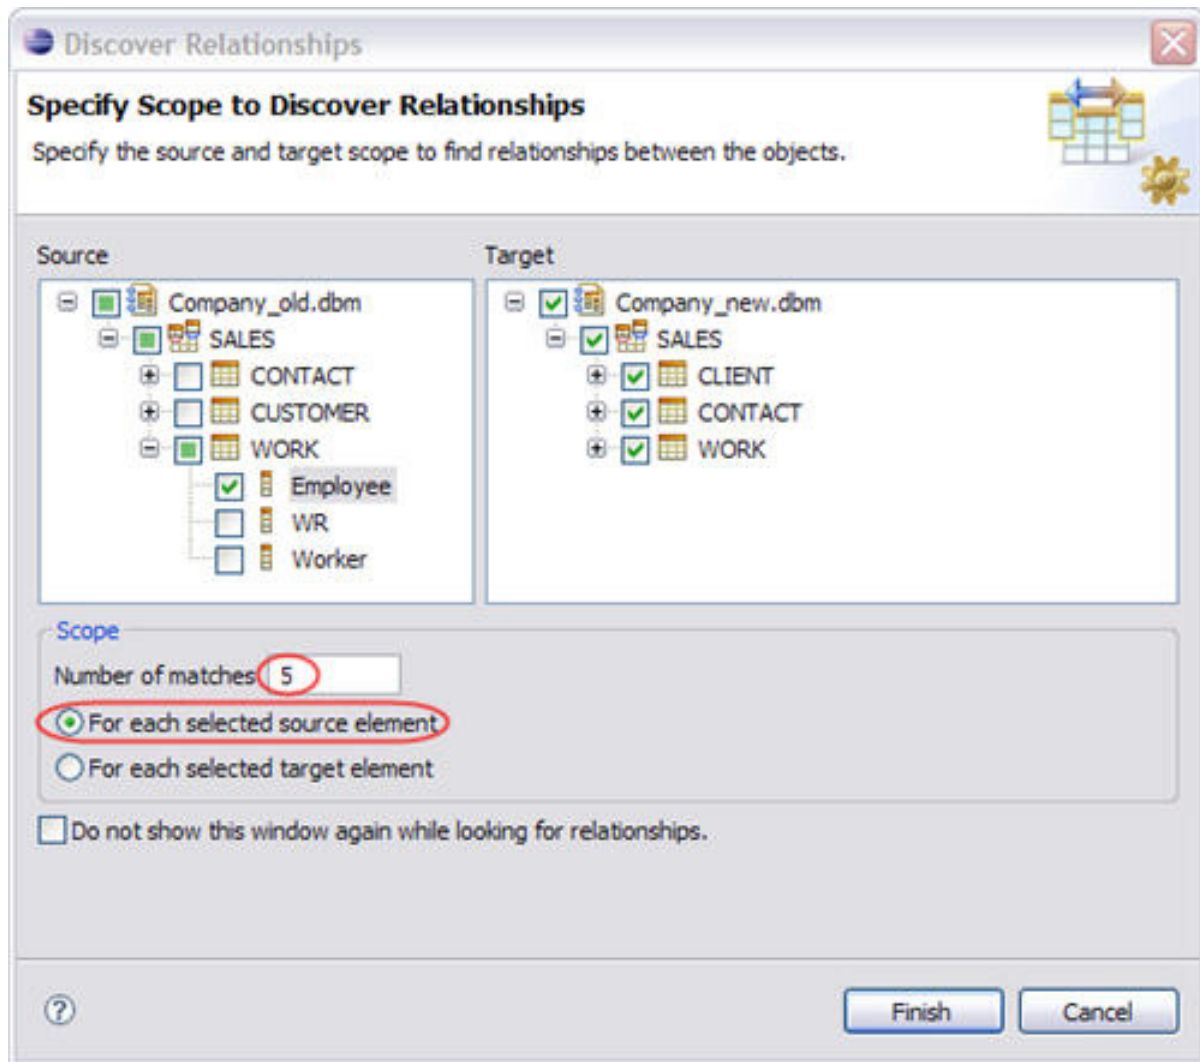 Discover Relationships
Specify Scope to Discover Relationships
Specify the source and target scope to find relationships between the objects.
Source
Company_old.dbm
SALES
CONTACT
CUSTOMER
WORK
Employee
WR
Worker
Target
Company_new.dbm
SALES
CLIENT
CONTACT
WORK
Scope
Number of matches 5
For each selected source element
For each selected target element
Do not show this window again while looking for relationships.
?
Finish
Cancel